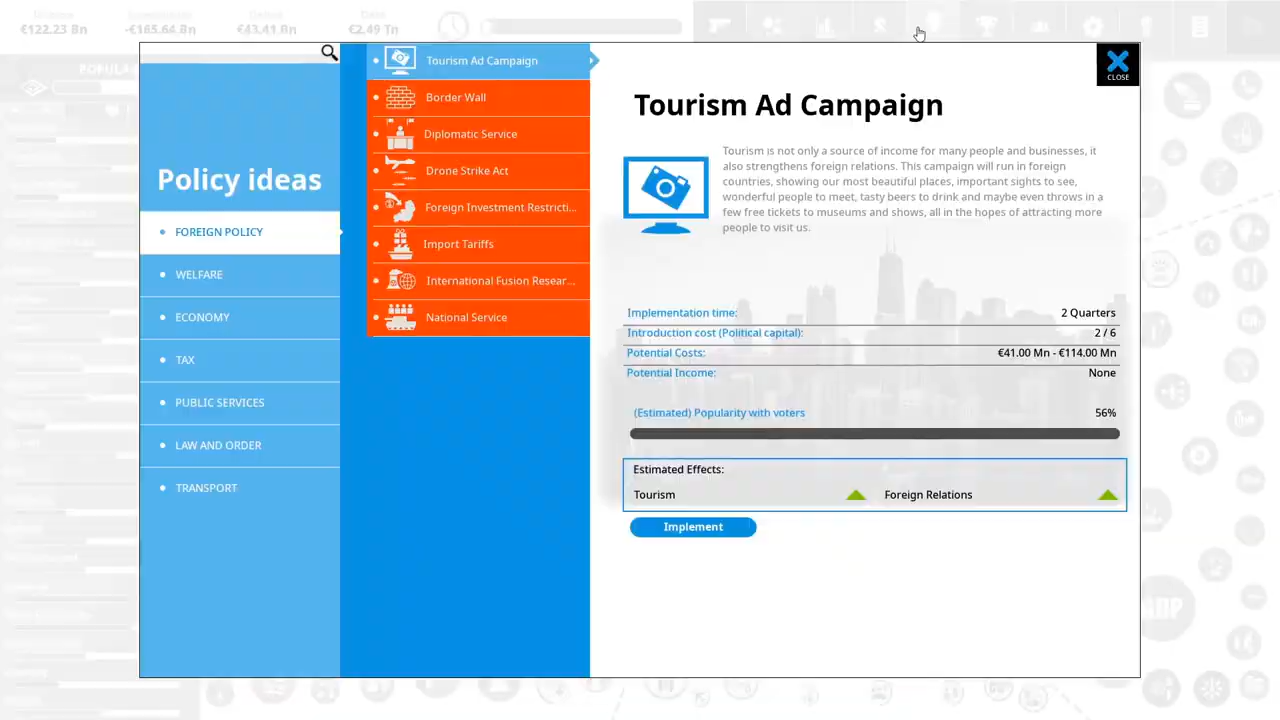 €122.23 Bn
-€165.64 Bn
€43.41 Bn
€2.49 Tn
CLOSE
Policy ideas
FOREIGN POLICY
WELFARE
ECONOMY
TAX
PUBLIC SERVICES
LAW AND ORDER
TRANSPORT
Tourism Ad Campaign
Border Wall
Diplomatic Service
Drone Strike Act
Foreign Investment Restricti...
Import Tariffs
International Fusion Resear...
National Service
Tourism Ad Campaign
Tourism is not only a source of income for many people and businesses, it
also strengthens foreign relations. This campaign will run in foreign
countries, showing our most beautiful places, important sights to see,
wonderful people to meet, tasty beers to drink and maybe even throws in a
few free tickets to museums and shows, all in the hopes of attracting more
people to visit us.
Implementation time: 2 Quarters
Introduction cost (Political capital): 2 / 6
Potential Costs: €41.00 Mn - €114.00 Mn
Potential Income: None
(Estimated) Popularity with voters 56%
Estimated Effects:
Tourism Foreign Relations
Implement